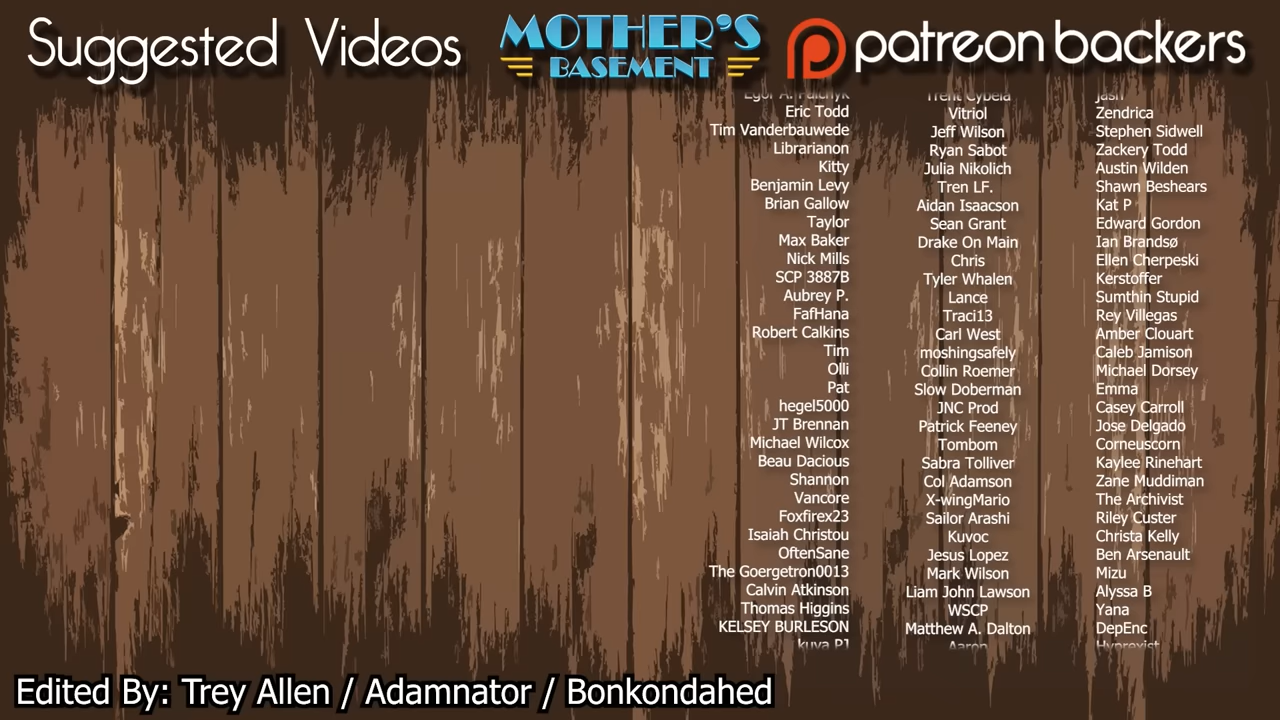 Suggested Videos
MOTHER'S
BASEMENT
patreon backers
Eric Todd
Tim Vanderbauwede
Librarianon
Kitty
Benjamin Levy
Brian Gallow
Taylor
Max Baker
Nick Mills
SCP 3887B
Aubrey P.
FafHana
Robert Calkins
Tim
Olli
Pat
hegel5000
JT Brennan
Michael Wilcox
Beau Dacious
Shannon
Vancore
Foxfirex23
Isaiah Christou
OftenSane
The Goergetron0013
Calvin Atkinson
Thomas Higgins
KELSEY BURLESON
Trent Cybela
Vitriol
Jeff Wilson
Ryan Sabot
Julia Nikolich
Tren LF.
Aidan Isaacson
Sean Grant
Drake On Main
Chris
Tyler Whalen
Lance
Traci13
Carl West
moshingsafely
Collin Roemer
Slow Doberman
JNC Prod
Patrick Feeney
Tombom
Sabra Tolliver
Col Adamson
X-wingMario
Sailor Arashi
Kuvoc
Jesus Lopez
Mark Wilson
Liam John Lawson
WSCP
Matthew A. Dalton
Aaron
Zendrica
Stephen Sidwell
Zackery Todd
Austin Wilden
Shawn Beshears
Kat P
Edward Gordon
Ian Brandsø
Ellen Cherpeski
Kerstoffer
Sumthin Stupid
Rey Villegas
Amber Clouart
Caleb Jamison
Michael Dorsey
Emma
Casey Carroll
Jose Delgado
Corneuscorn
Kaylee Rinehart
Zane Muddiman
The Archivist
Riley Custer
Christa Kelly
Ben Arsenault
Mizu
Alyssa B
Yana
DepEnc
Edited By: Trey Allen / Adamnator / Bonkondahed